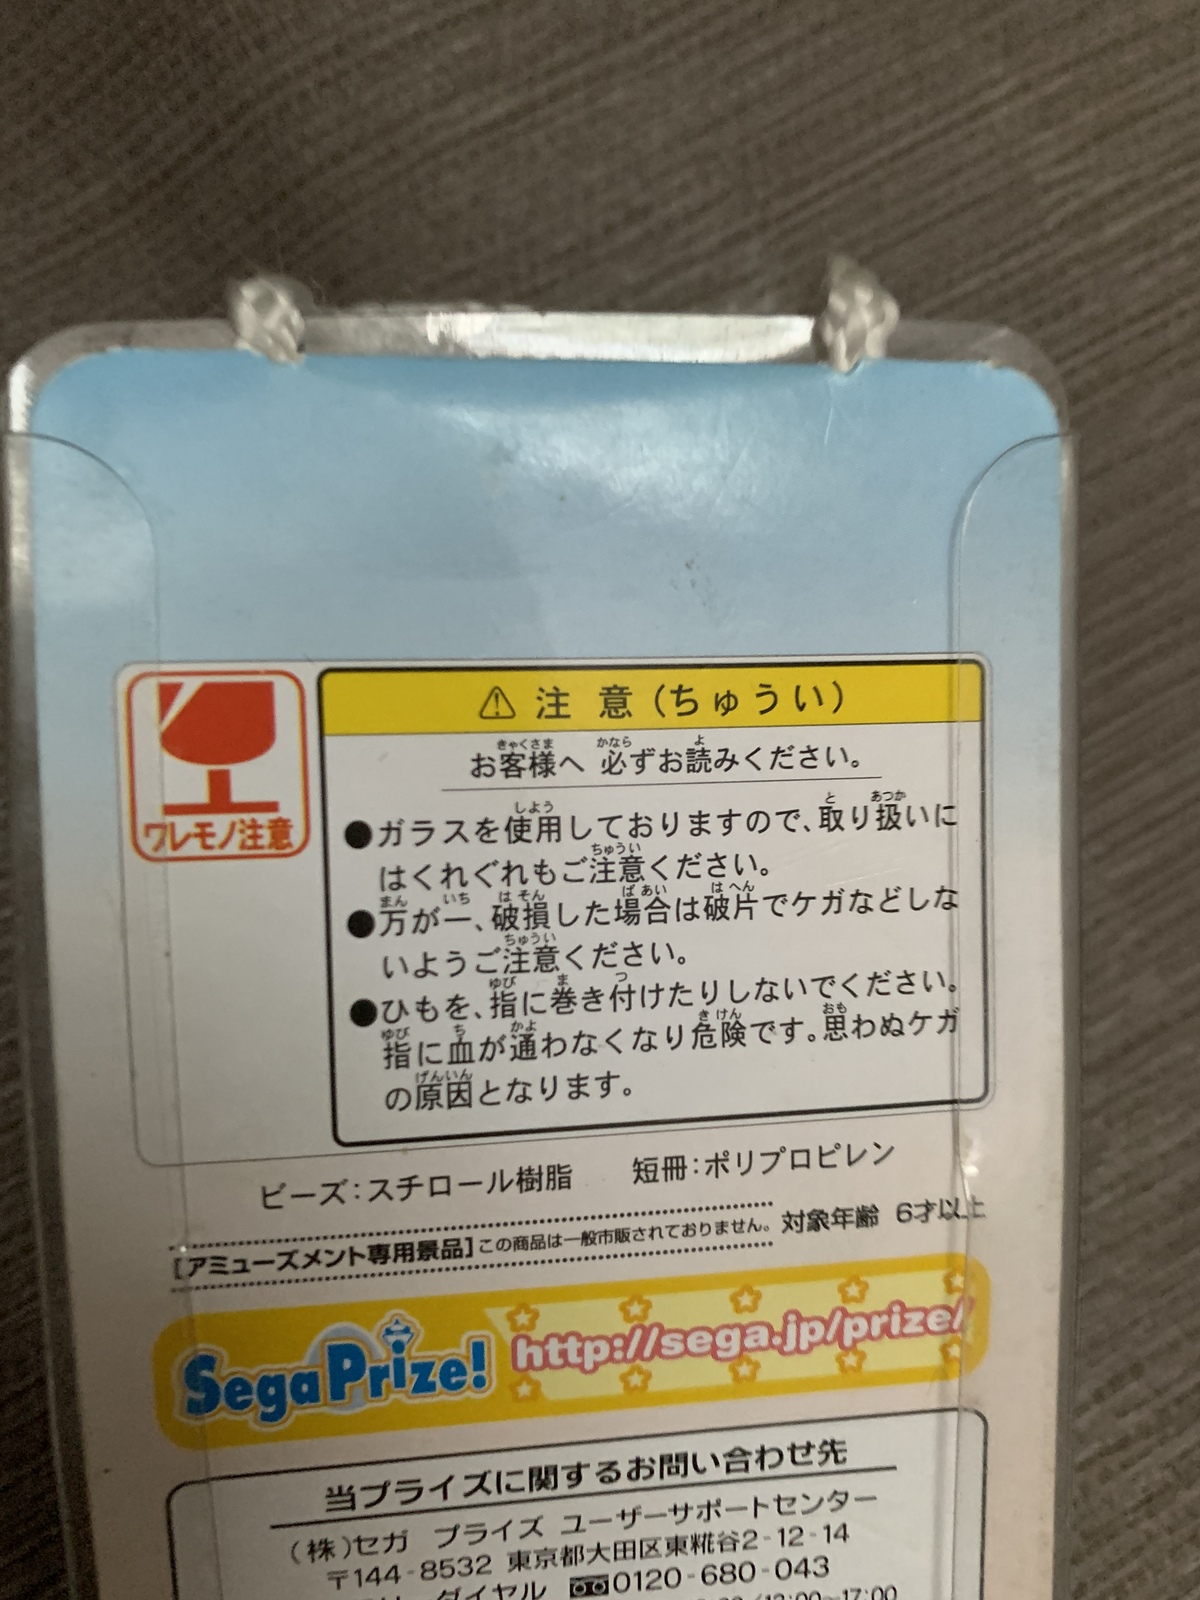 ⚠注意(ちゅうい)
お客様へ 必ずお読みください。
●ガラスを使用しておりますので、取り扱いに
はくれぐれもご注意ください。
●万が一、破損した場合は破片でケガなどしな
いようご注意ください。
●ひもを、指に巻き付けたりしないでください。
指に血が通わなくなり危険です。思わぬケガ
の原因となります。
ワレモノ注意
ビーズ:スチロール樹脂 短冊:ポリプロピレン
[アミューズメント専用景品]この商品は一般市販されておりません。 対象年齢 6才以上
SegaPrize! http://sega.jp/prize/
当プライズに関するお問い合わせ先
(株)セガ プライズ ユーザーサポートセンター
〒144-8532 東京都大田区東糀谷2-12-14
ダイヤル 0120-680-043
13:00~17:00